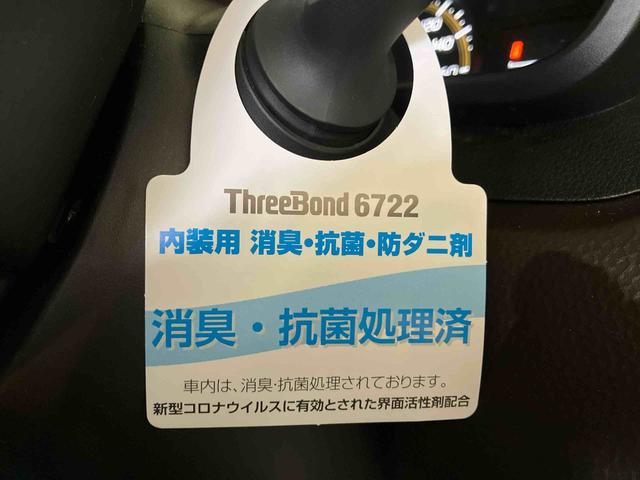 ThreeBond 6722
内装用 消臭・抗菌・防ダニ剤
消臭・抗菌処理済
車内は、消臭・抗菌処理されております。
新型コロナウイルスに有効とされた界面活性剤配合